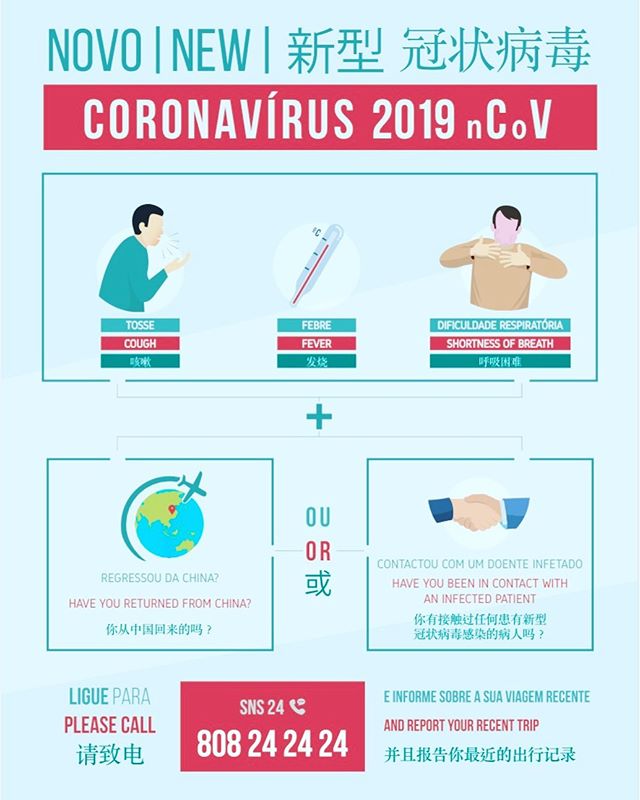 NOVO | NEW | 新型 冠状病毒
CORONAVÍRUS 2019 nCoV
ºC
TOSSE
COUGH
咳嗽
FEBRE
FEVER
发烧
DIFICULDADE RESPIRATÓRIA
SHORTNESS OF BREATH
呼吸困难
+
REGRESSOU DA CHINA?
HAVE YOU RETURNED FROM CHINA?
你从中国回来的吗？
OU
OR
或
CONTACTOU COM UM DOENTE INFETADO
HAVE YOU BEEN IN CONTACT WITH
AN INFECTED PATIENT
你有接触过任何患有新型
冠状病毒感染的病人吗？
LIGUE PARA
PLEASE CALL
请致电
SNS 24
808 24 24 24
E INFORME SOBRE A SUA VIAGEM RECENTE
AND REPORT YOUR RECENT TRIP
并且报告你最近的出行记录